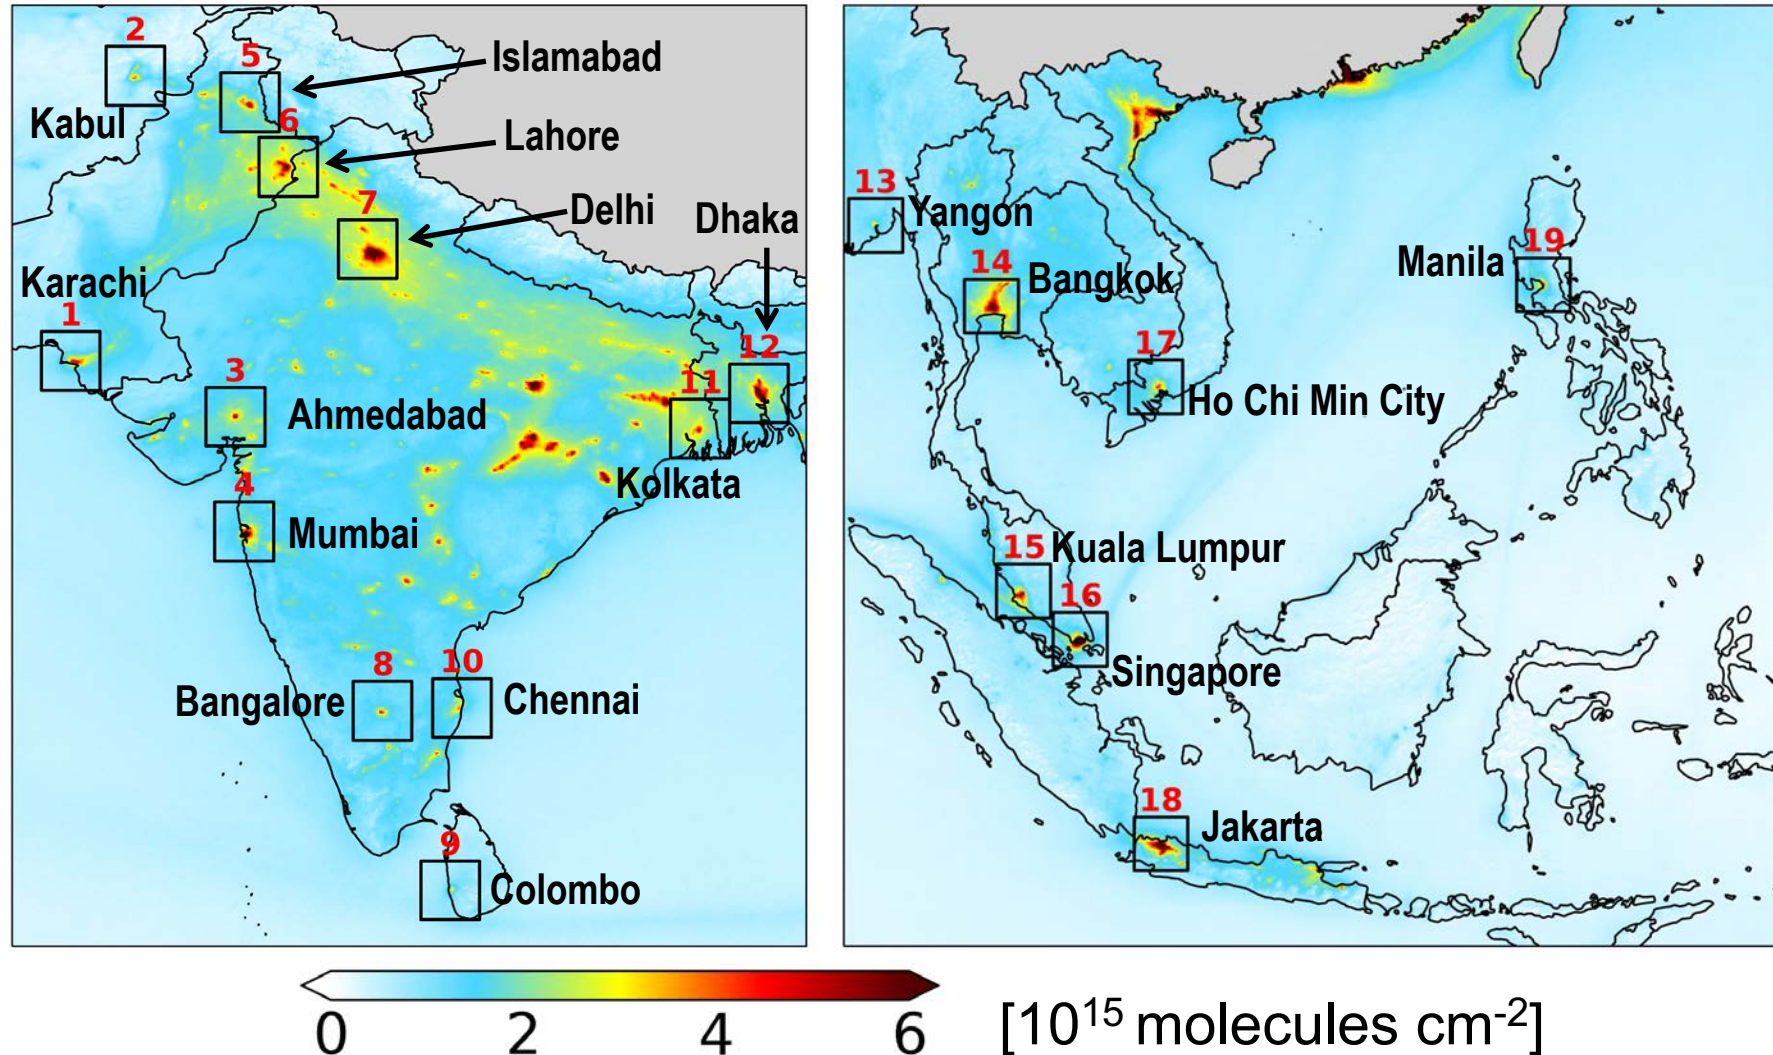 2
5
Islamabad
Kabul
6
Lahore
7
Delhi
Dhaka
Karachi
1
12
3
11
Ahmedabad
Kolkata
4
Mumbai
8
10
Bangalore
Chennai
9
Colombo
13
Yangon
19
Manila
14
Bangkok
17
Ho Chi Min City
15
Kuala Lumpur
16
Singapore
18
Jakarta
0 2 4 6 [10¹⁵ molecules cm⁻²]